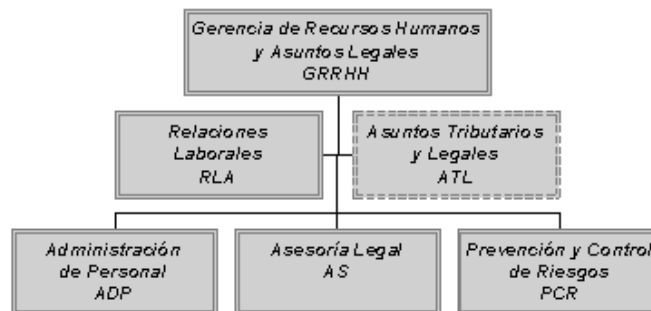 Gerencia de Recursos Humanos
y Asuntos Legales
GRRHH
Relaciones
Laborales
RLA
Asuntos Tributarios
y Legales
ATL
Administración
de Personal
ADP
Asesoría Legal
AS
Prevención y Control
de Riesgos
PCR